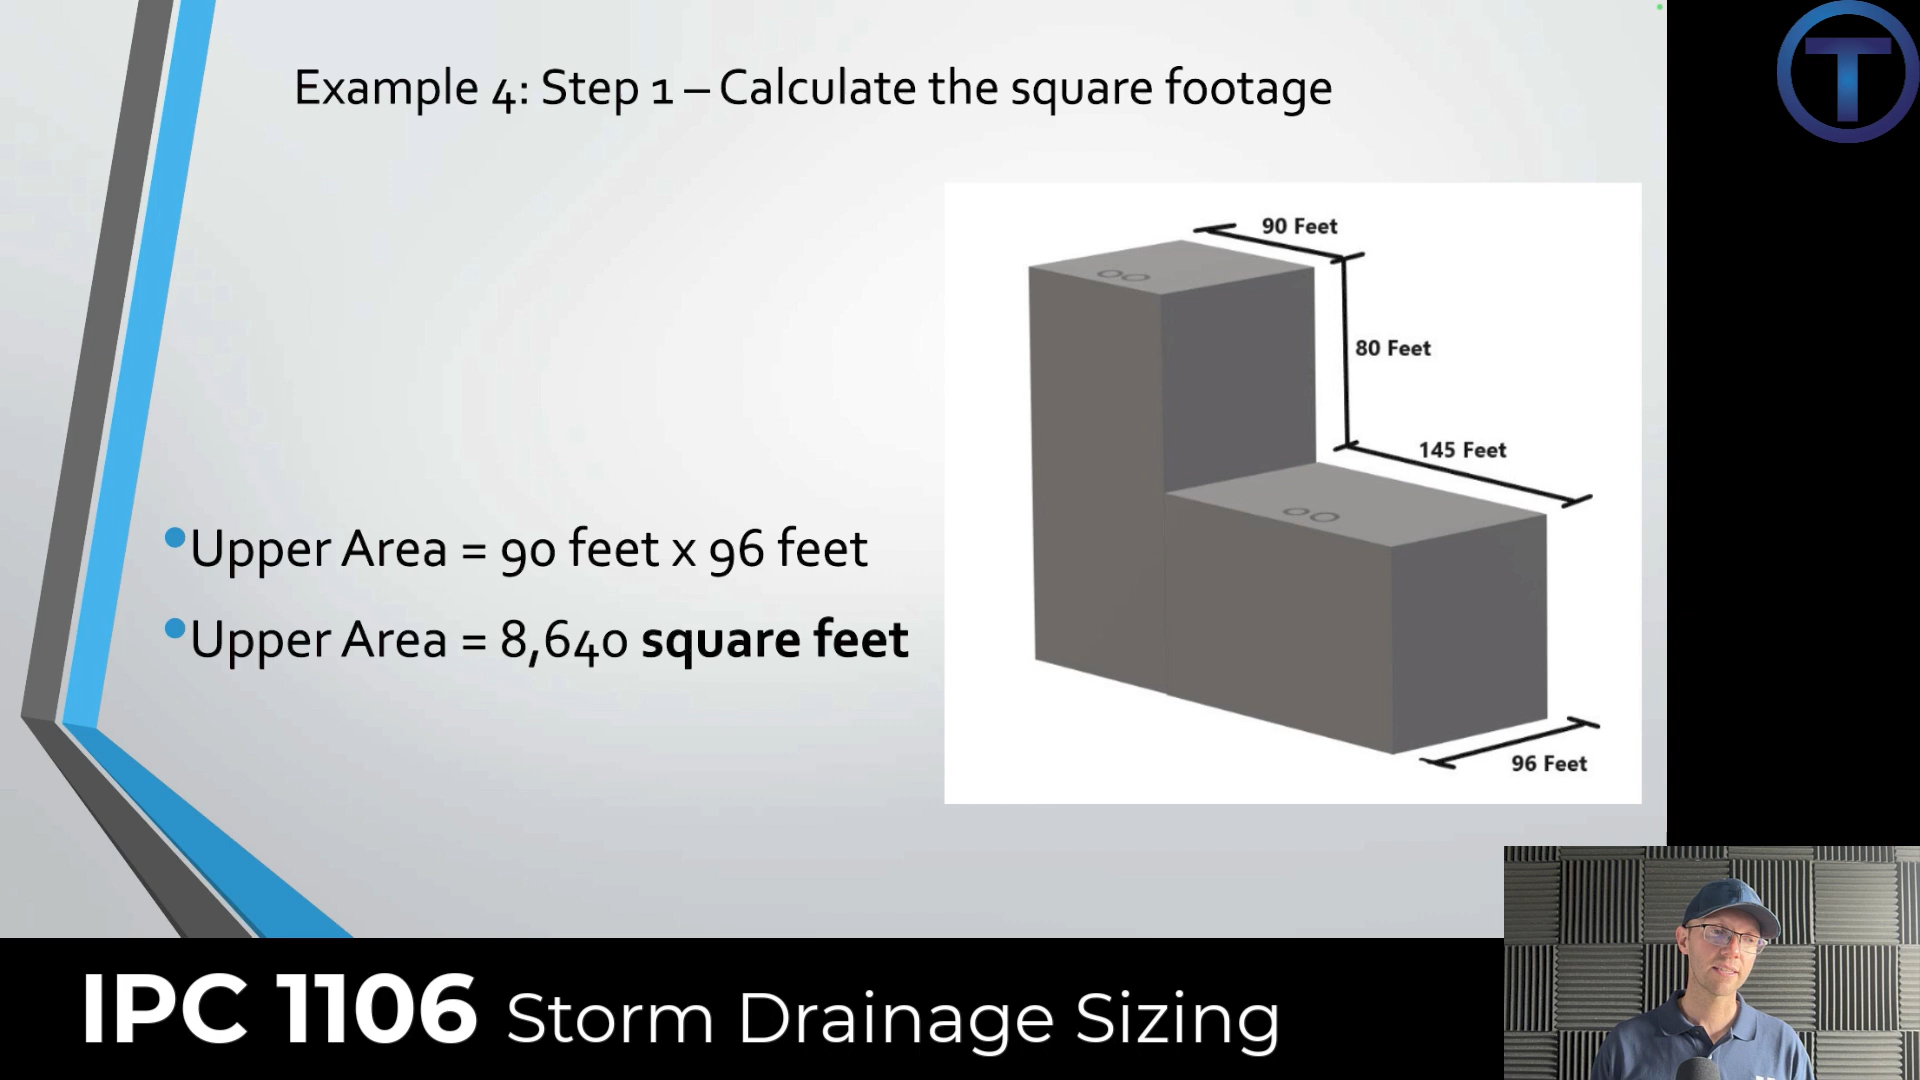 T
Example 4: Step 1 – Calculate the square footage
90 Feet
80 Feet
145 Feet
•Upper Area = 90 feet x 96 feet
•Upper Area = 8,640 square feet
96 Feet
IPC 1106 Storm Drainage Sizing